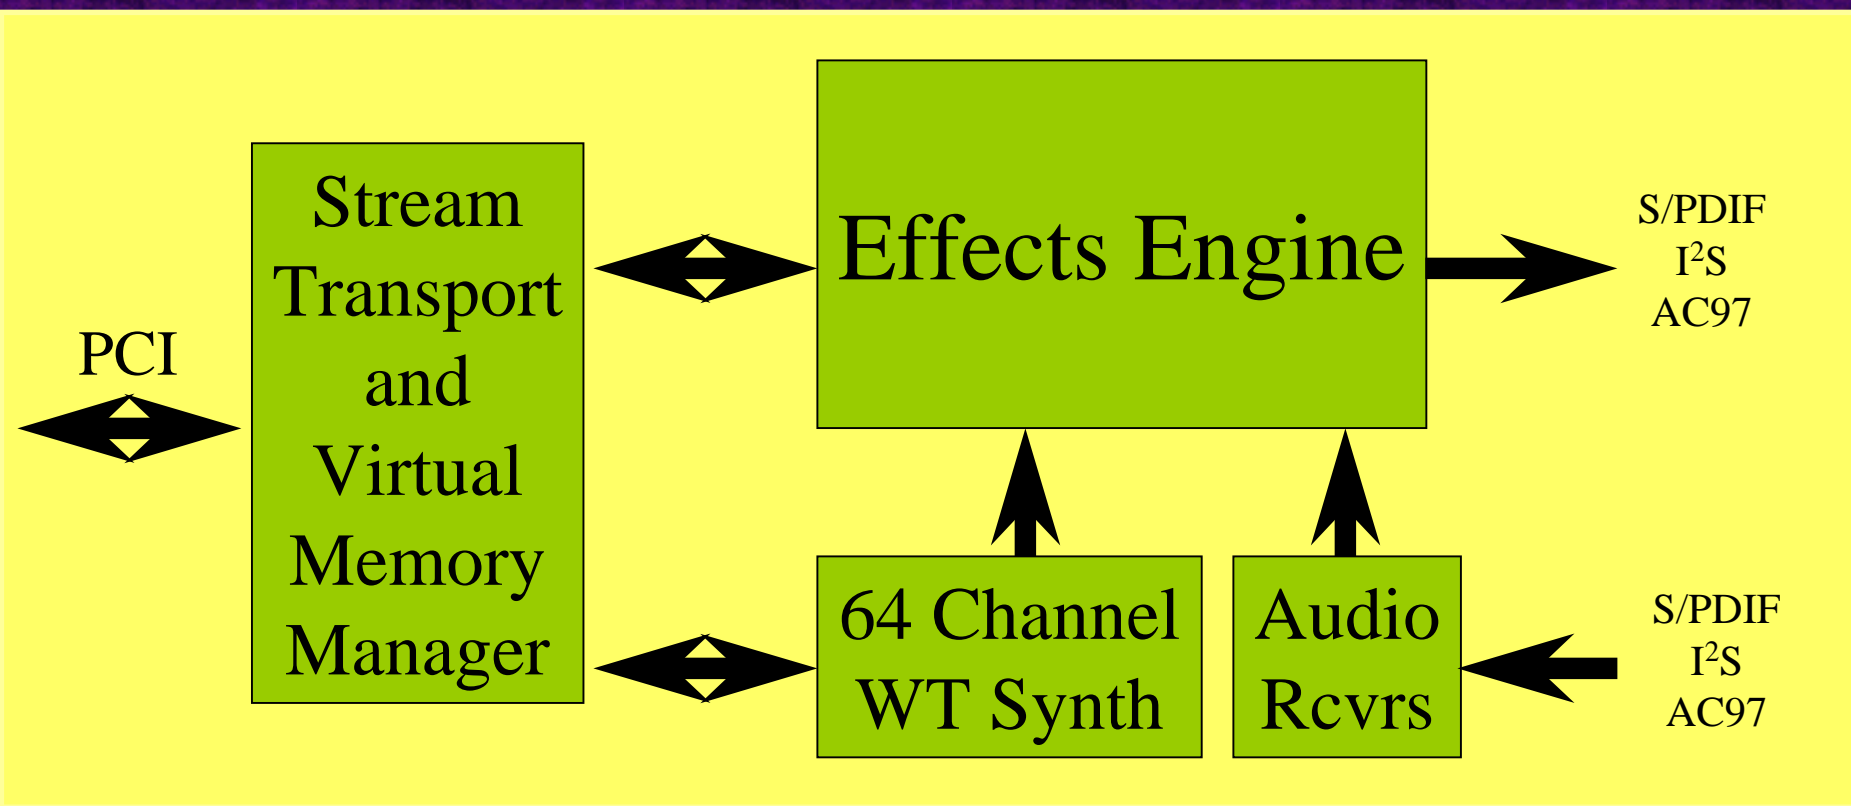 PCI
Stream
Transport
and
Virtual
Memory
Manager
Effects Engine
S/PDIF
I²S
AC97
64 Channel
WT Synth
Audio
Rcvrs
S/PDIF
I²S
AC97